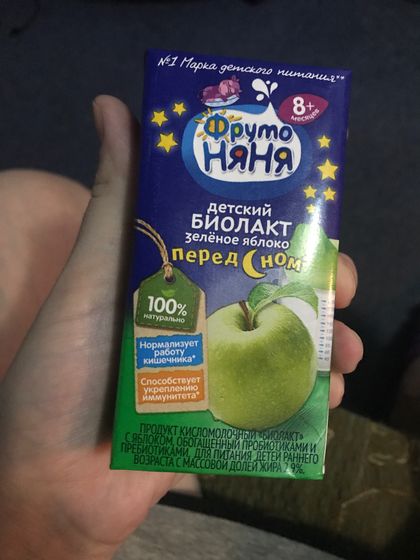 №1 Марка детского питания**
8+
месяцев
Фруто
НЯНЯ
детский
БИОЛАКТ
зелёное яблоко
перед сном
100%
натурально
Нормализует
работу
кишечника*
Способствует
укреплению
иммунитета*
ПРОДУКТ КИСЛОМОЛОЧНЫЙ "БИОЛАКТ"
С ЯБЛОКОМ, ОБОГАЩЕННЫЙ ПРОБИОТИКАМИ И
ПРЕБИОТИКАМИ, ДЛЯ ПИТАНИЯ ДЕТЕЙ РАННЕГО
ВОЗРАСТА С МАССОВОЙ ДОЛЕЙ ЖИРА 2,9%.